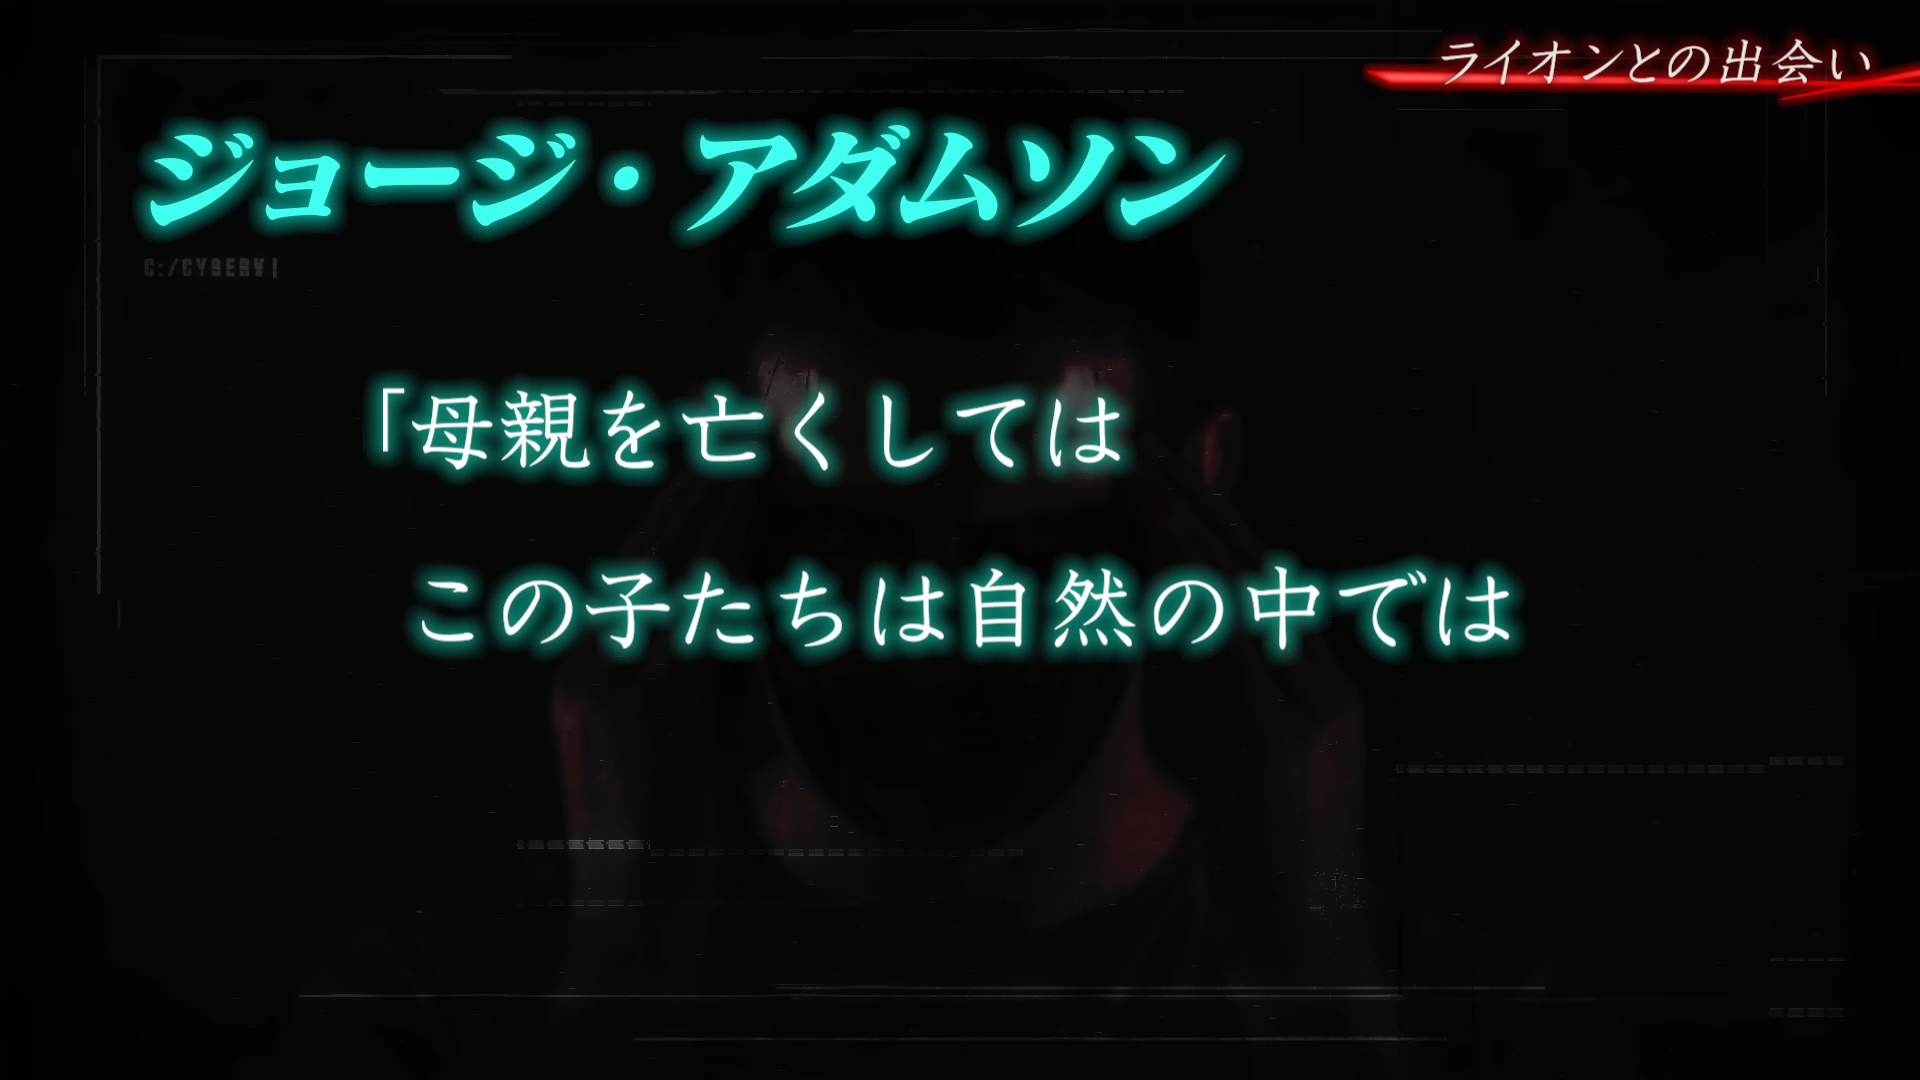 ライオンとの出会い
ジョージ・アダムソン
C:/CYBERV|
「母親を亡くしては
この子たちは自然の中では